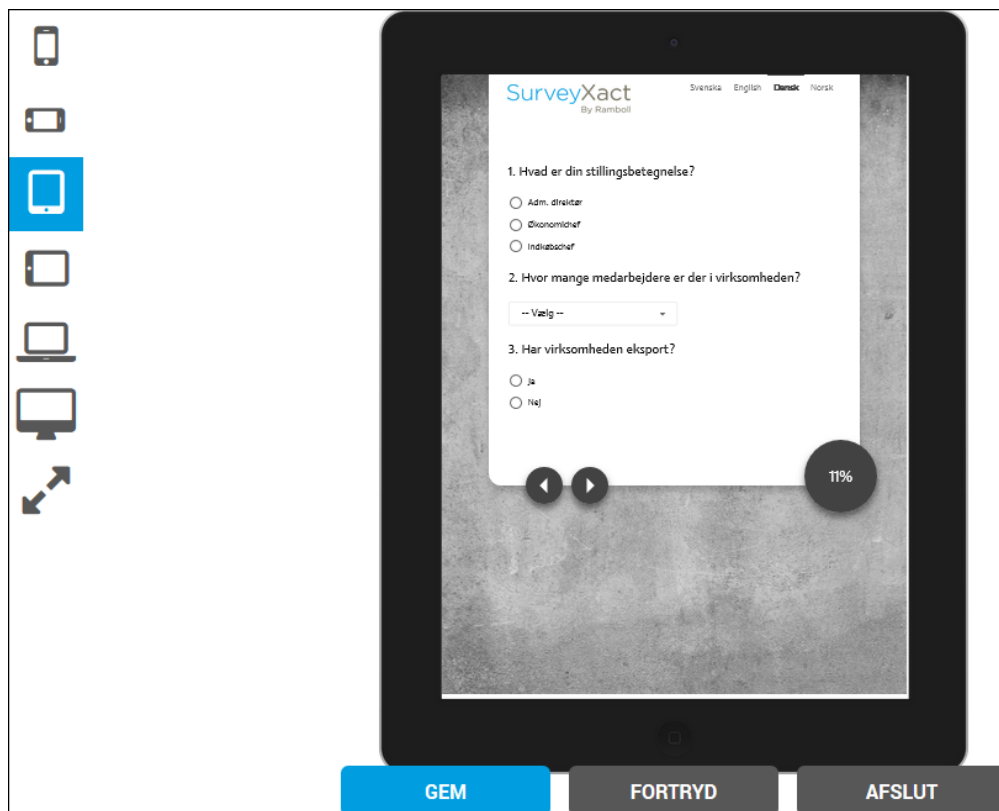 SurveyXact
By Ramboll
Svenska English Dansk Norsk
1. Hvad er din stillingsbetegnelse?
Adm. direktør
Økonomichef
Indkøbschef
2. Hvor mange medarbejdere er der i virksomheden?
-- Vælg --
3. Har virksomheden eksport?
Ja
Nej
11%
GEM FORTRYD AFSLUT